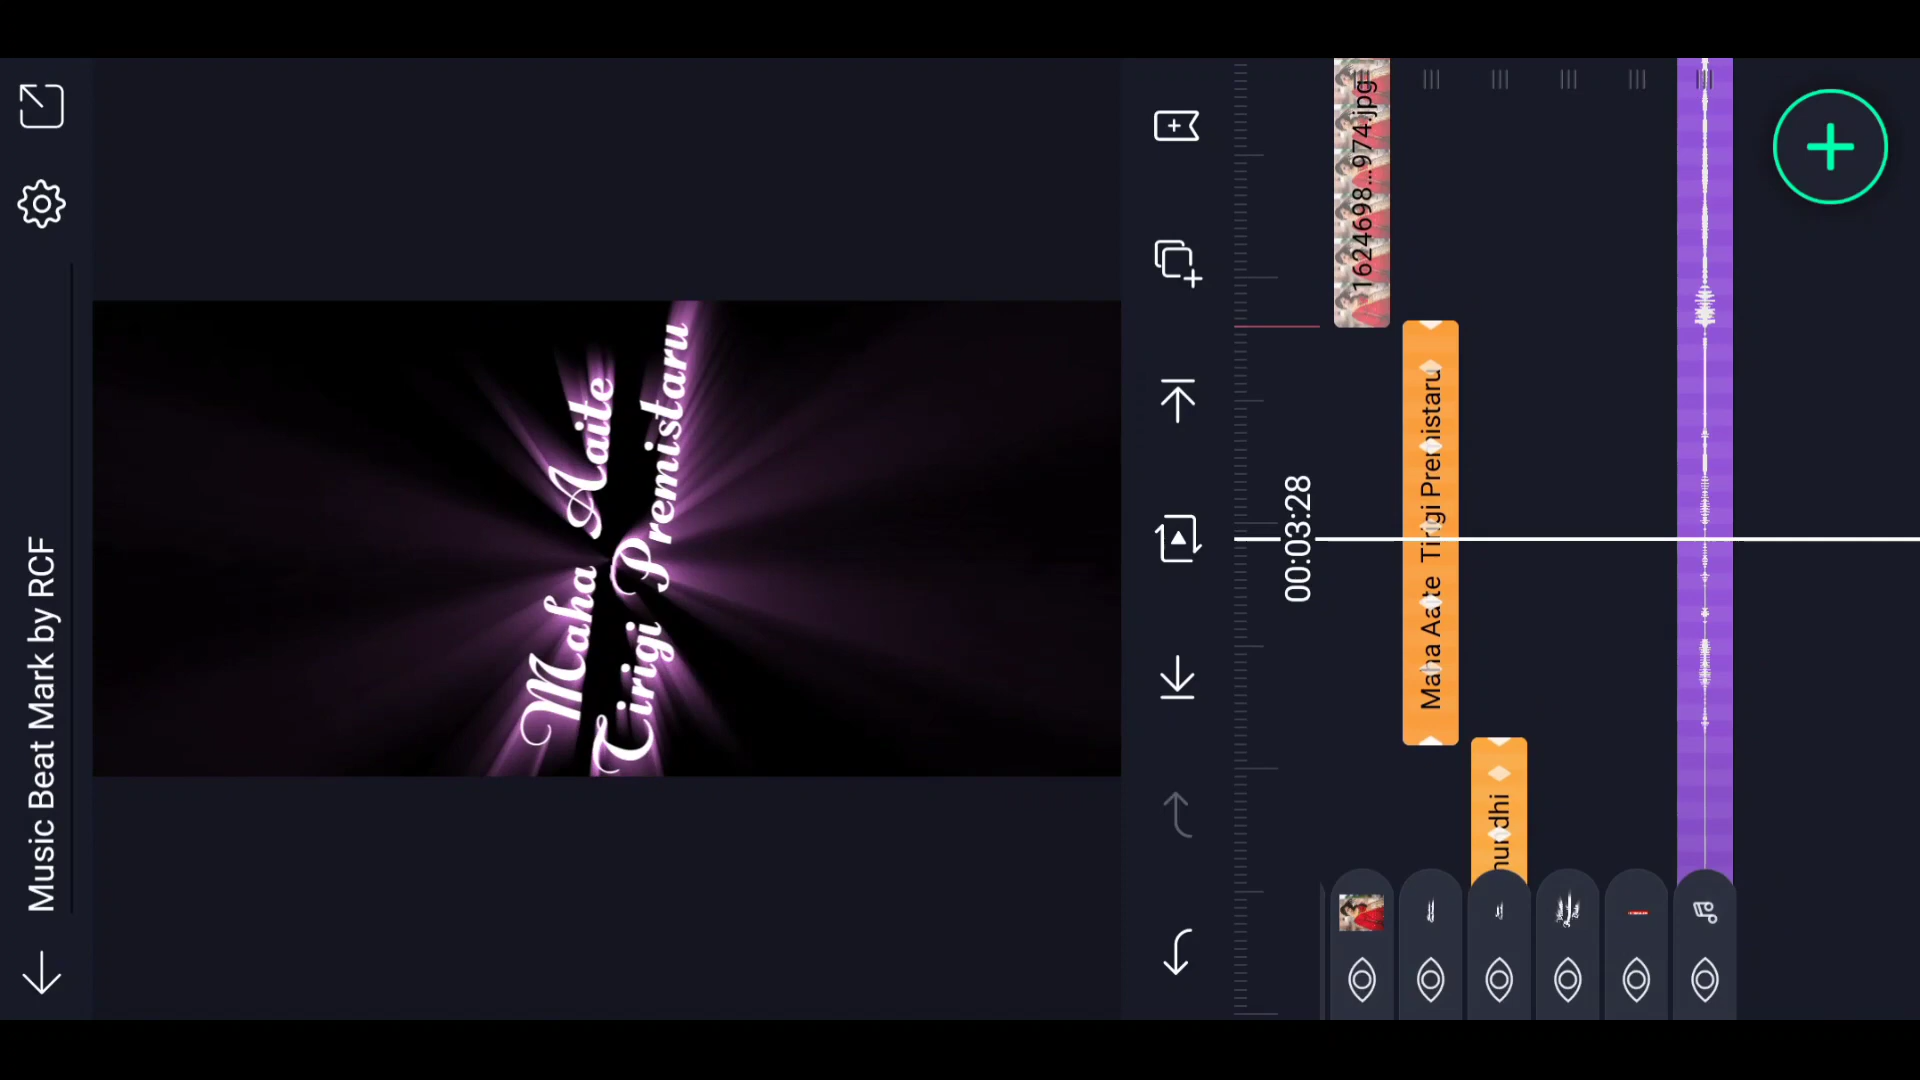 Music Beat Mark by RCF
Maha Aaite
Tirigi Premistaru
00:03:28
1624698...974.jpg
Maha Aaite Tirigi Premistaru